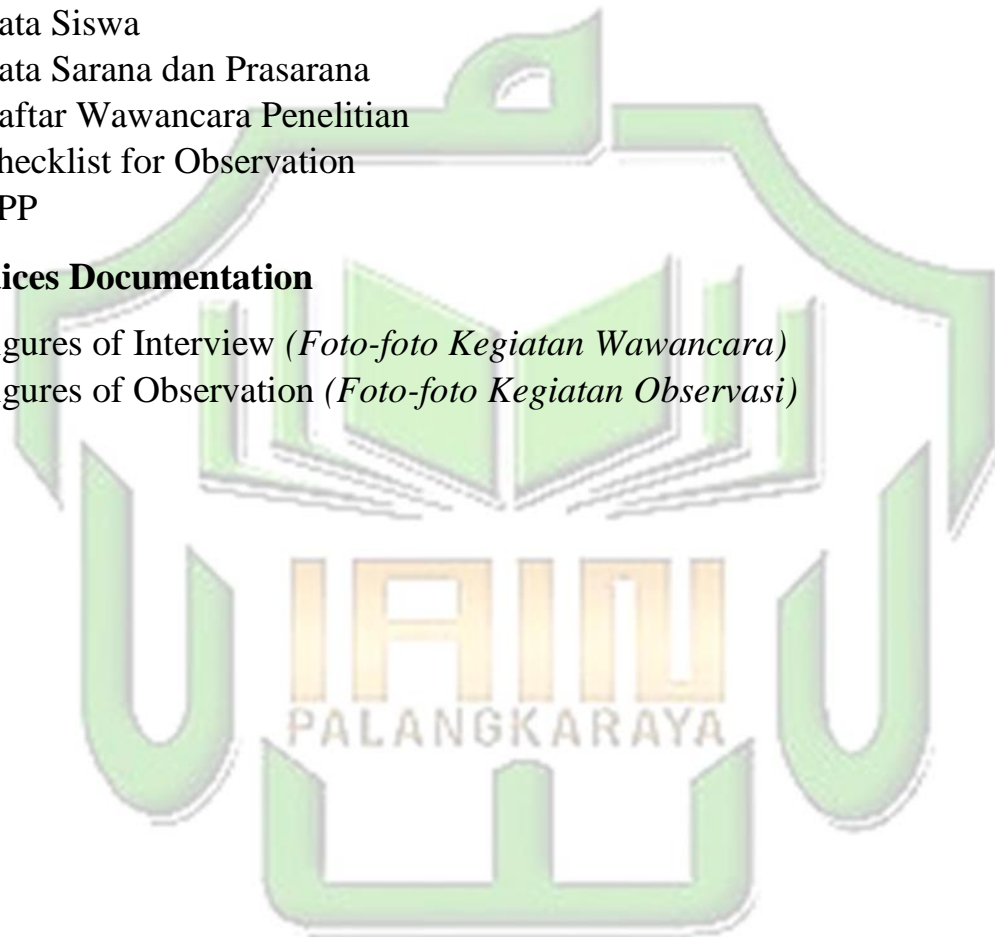 ata Siswa
ata Sarana dan Prasarana
aftar Wawancara Penelitian
hecklist for Observation
PP
lices Documentation
gures of Interview (Foto-foto Kegiatan Wawancara)
gures of Observation (Foto-foto Kegiatan Observasi)
IAIN
PALANGKARAYA